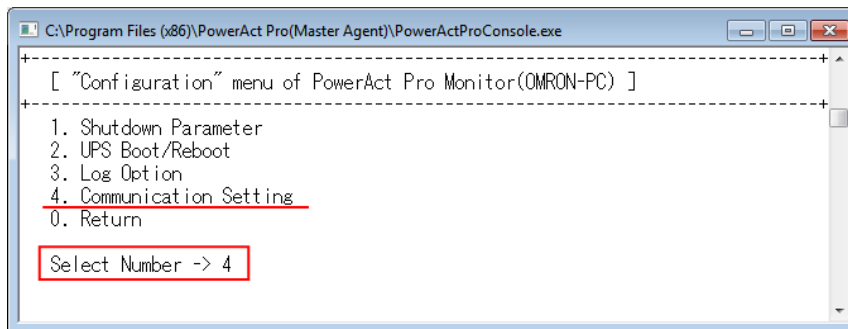 C:\Program Files (x86)\PowerAct Pro(Master Agent)\PowerActProConsole.exe
[ "Configuration" menu of PowerAct Pro Monitor(OMRON-PC) ]
1. Shutdown Parameter
2. UPS Boot/Reboot
3. Log Option
4. Communication Setting
0. Return
Select Number -> 4